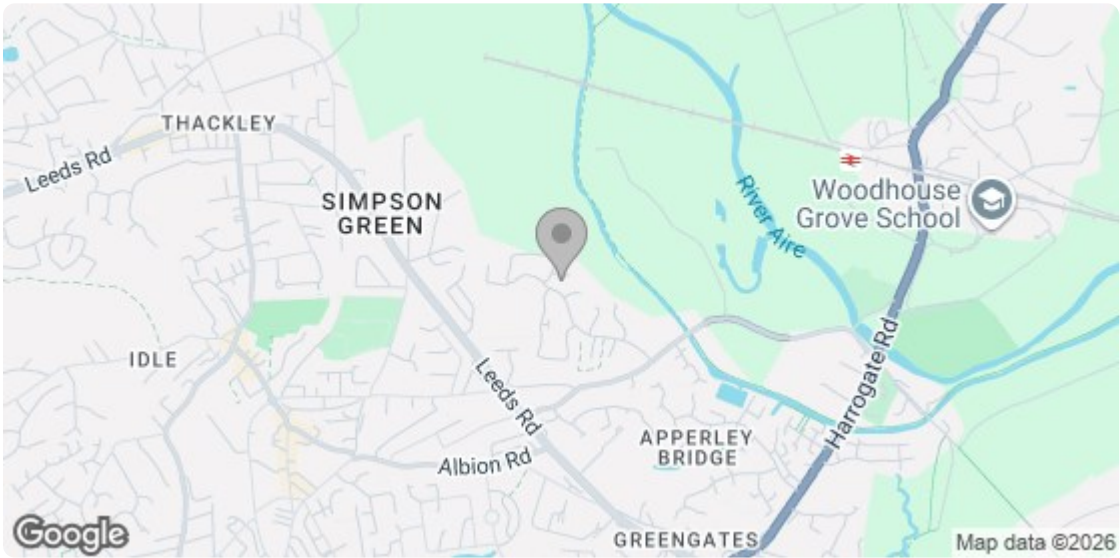 THACKLEY
Leeds Rd
SIMPSON
GREEN
Woodhouse
Grove School
River Aire
IDLE
Leeds Rd
Harrogate Rd
APPERLEY
BRIDGE
Albion Rd
GREENGATES
Google
Map data ©2026